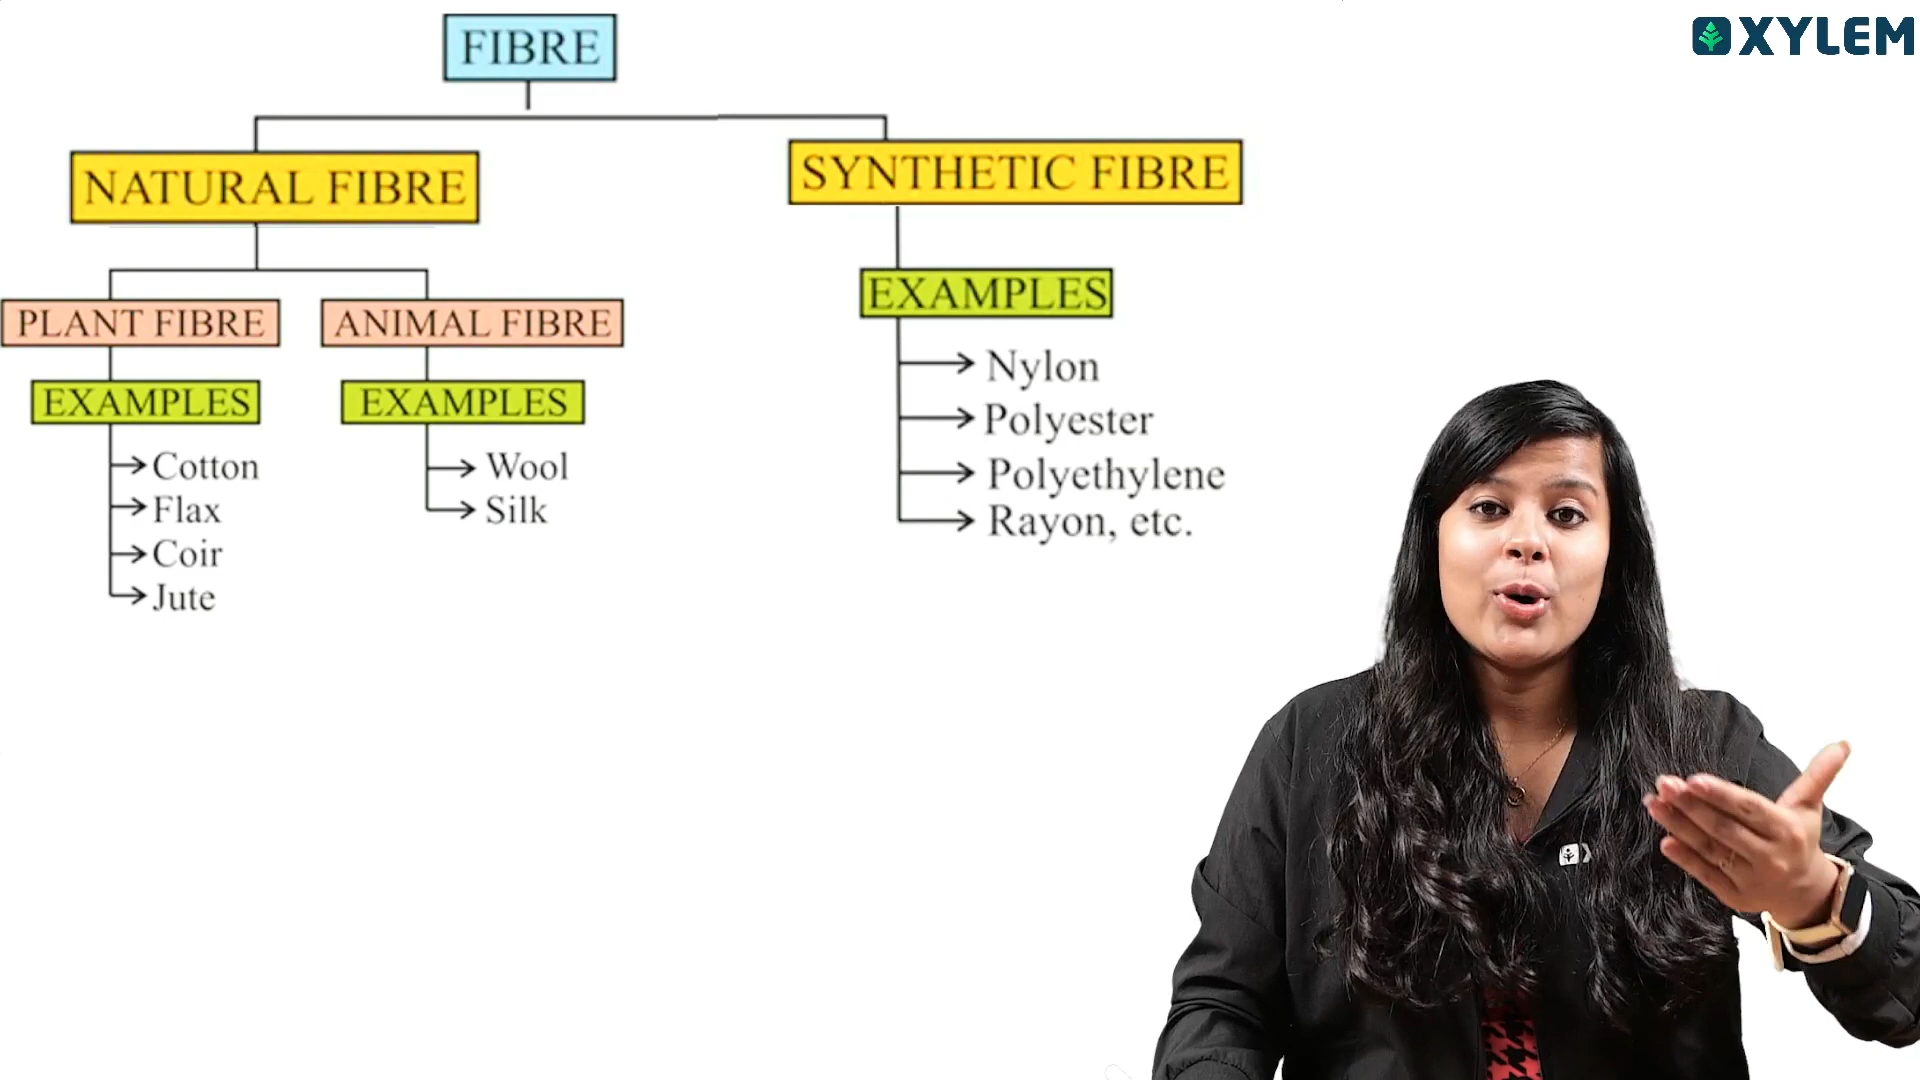 XYLEM
FIBRE
NATURAL FIBRE
SYNTHETIC FIBRE
PLANT FIBRE
ANIMAL FIBRE
EXAMPLES
EXAMPLES
EXAMPLES
Cotton
Flax
Coir
Jute
Wool
Silk
Nylon
Polyester
Polyethylene
Rayon, etc.